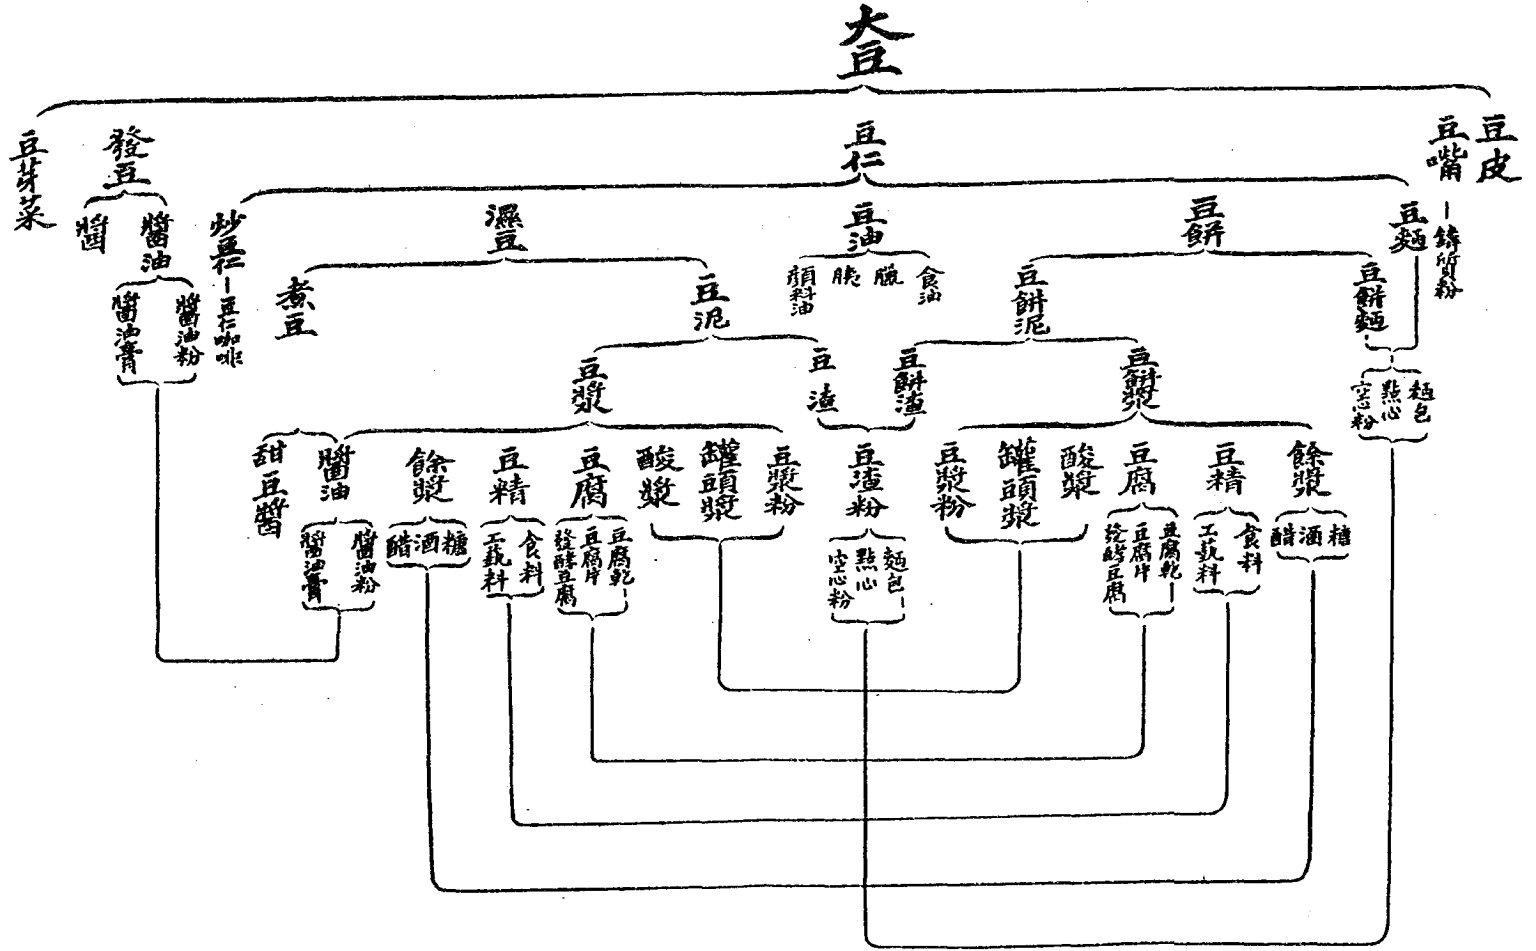 大豆
豆皮
豆嘴
豆仁
發豆
豆芽菜
鑄質粉
豆麵
豆餅
豆油
濕豆
炒豆仁
豆仁咖啡
醬油
醬
豆餅麵
豆餅泥
食油
臘
胰
顏料油
豆泥
煮豆
醬油粉
醬油膏
麵包
點心
空心粉
豆餅漿
豆餅渣
豆渣
豆漿
餘漿
豆精
豆腐
酸漿
罐頭漿
豆漿粉
豆渣粉
豆漿粉
罐頭漿
酸漿
豆腐
豆精
餘漿
醬油
甜豆醬
糖
酒
醋
食料
工藝料
豆腐乾
豆腐片
發酵豆腐
麵包
點心
空心粉
豆腐乾
豆腐片
發酵豆腐
食料
工藝料
糖
酒
醋
醬油粉
醬油膏